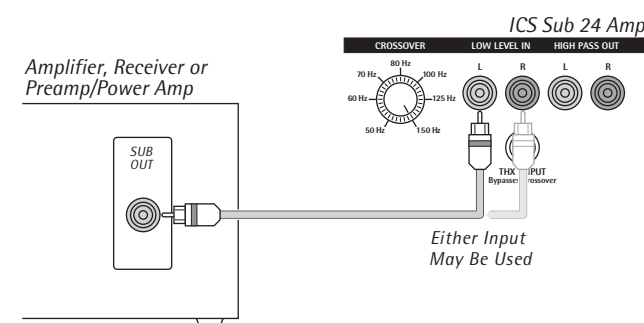 ICS Sub 24 Amp
CROSSOVER LOW LEVEL IN HIGH PASS OUT
80 Hz L R L R
70 Hz 100 Hz
60 Hz 125 Hz
50 Hz 150 Hz
THX INPUT
Bypasses Crossover
Amplifier, Receiver or
Preamp/Power Amp
SUB
OUT
Either Input
May Be Used